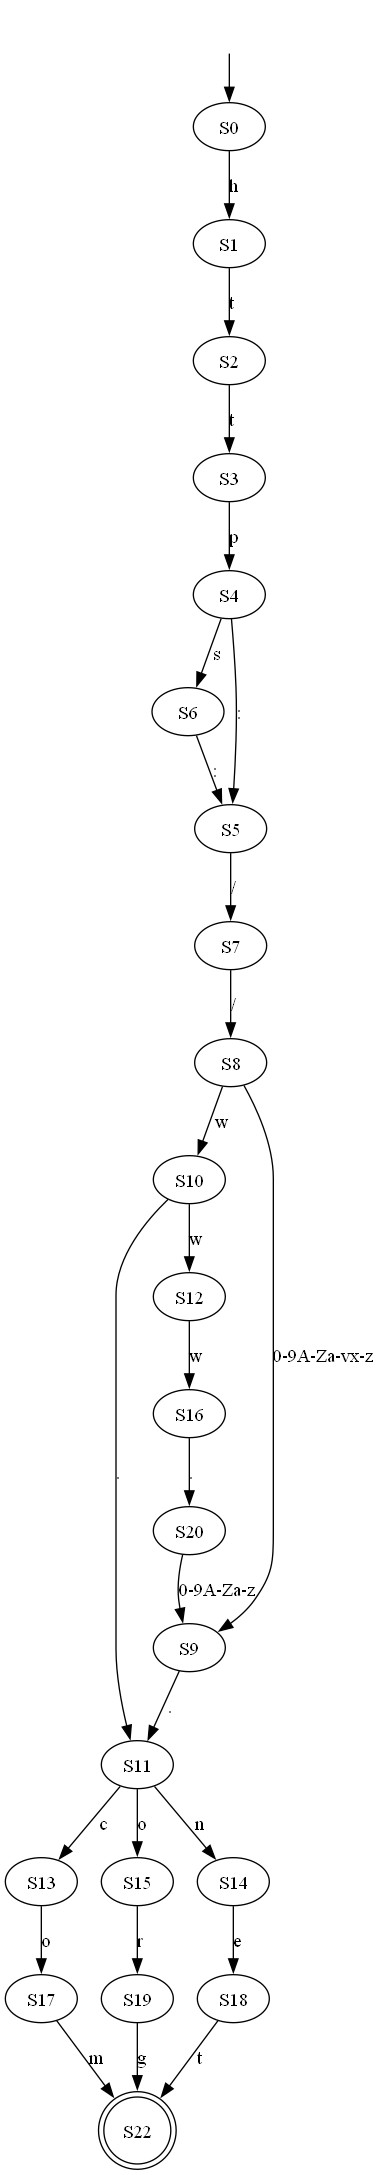 S0
h
S1
t
S2
t
S3
p
S4
s
S6
:
:
S5
/
S7
/
S8
w
S10
w
S12
0-9A-Za-vx-z
w
S16
.
.
S20
0-9A-Za-z
S9
.
S11
c
o
n
S13
S15
S14
o
r
e
S17
S19
S18
m
g
t
S22